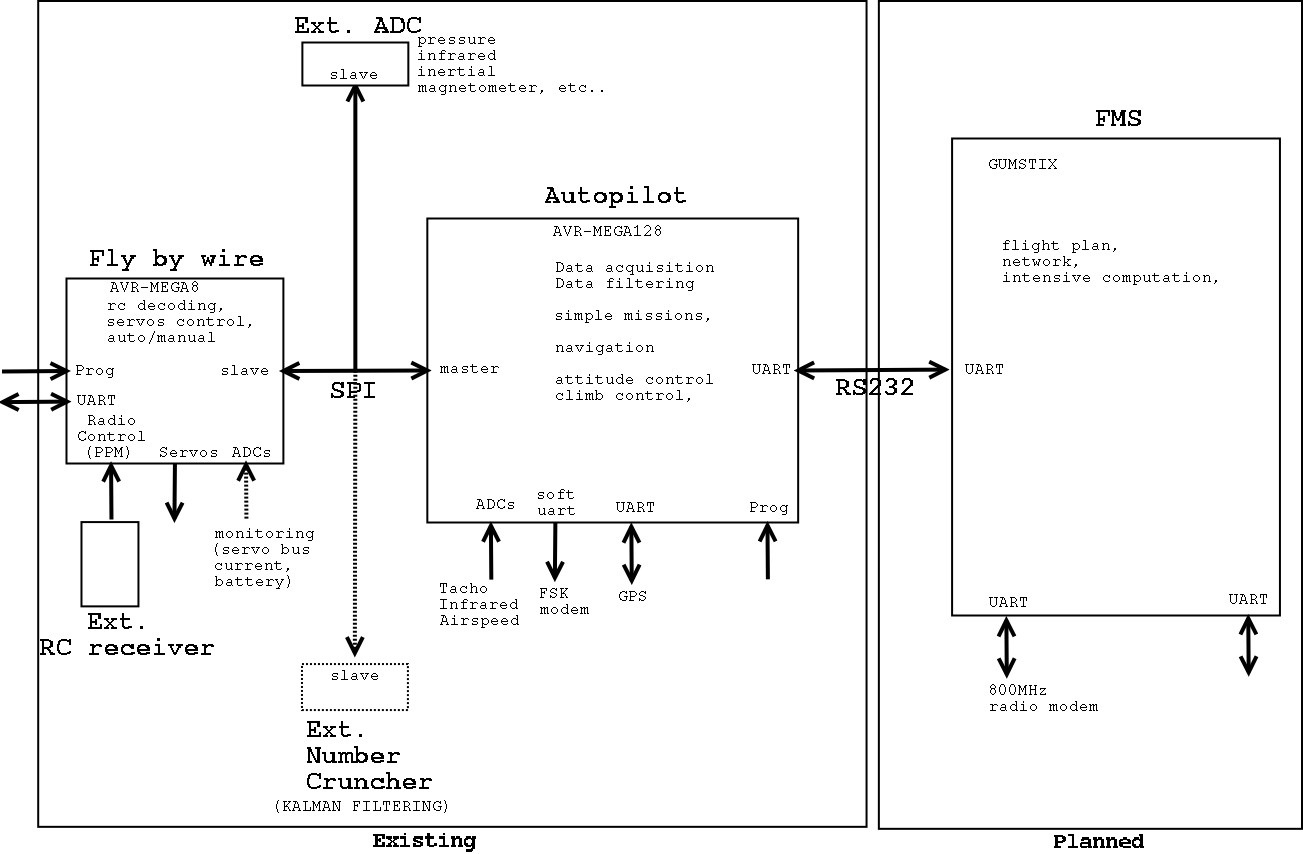 Ext. ADC
pressure
infrared
inertial
magnetometer, etc..
slave
FMS
GUMSTIX
flight plan,
network,
intensive computation,
UART
UART
UART
800MHz
radio modem
Autopilot
AVR-MEGA128
Data acquisition
Data filtering
simple missions,
navigation
attitude control
climb control,
master
UART
RS232
ADCs
soft
uart
UART
Prog
Tacho
Infrared
Airspeed
FSK
modem
GPS
Fly by wire
AVR-MEGA8
rc decoding,
servos control,
auto/manual
Prog
slave
SPI
UART
Radio
Control
(PPM)
Servos
ADCs
monitoring
(servo bus
current,
battery)
Ext.
RC receiver
slave
Ext.
Number
Cruncher
(KALMAN FILTERING)
Existing
Planned